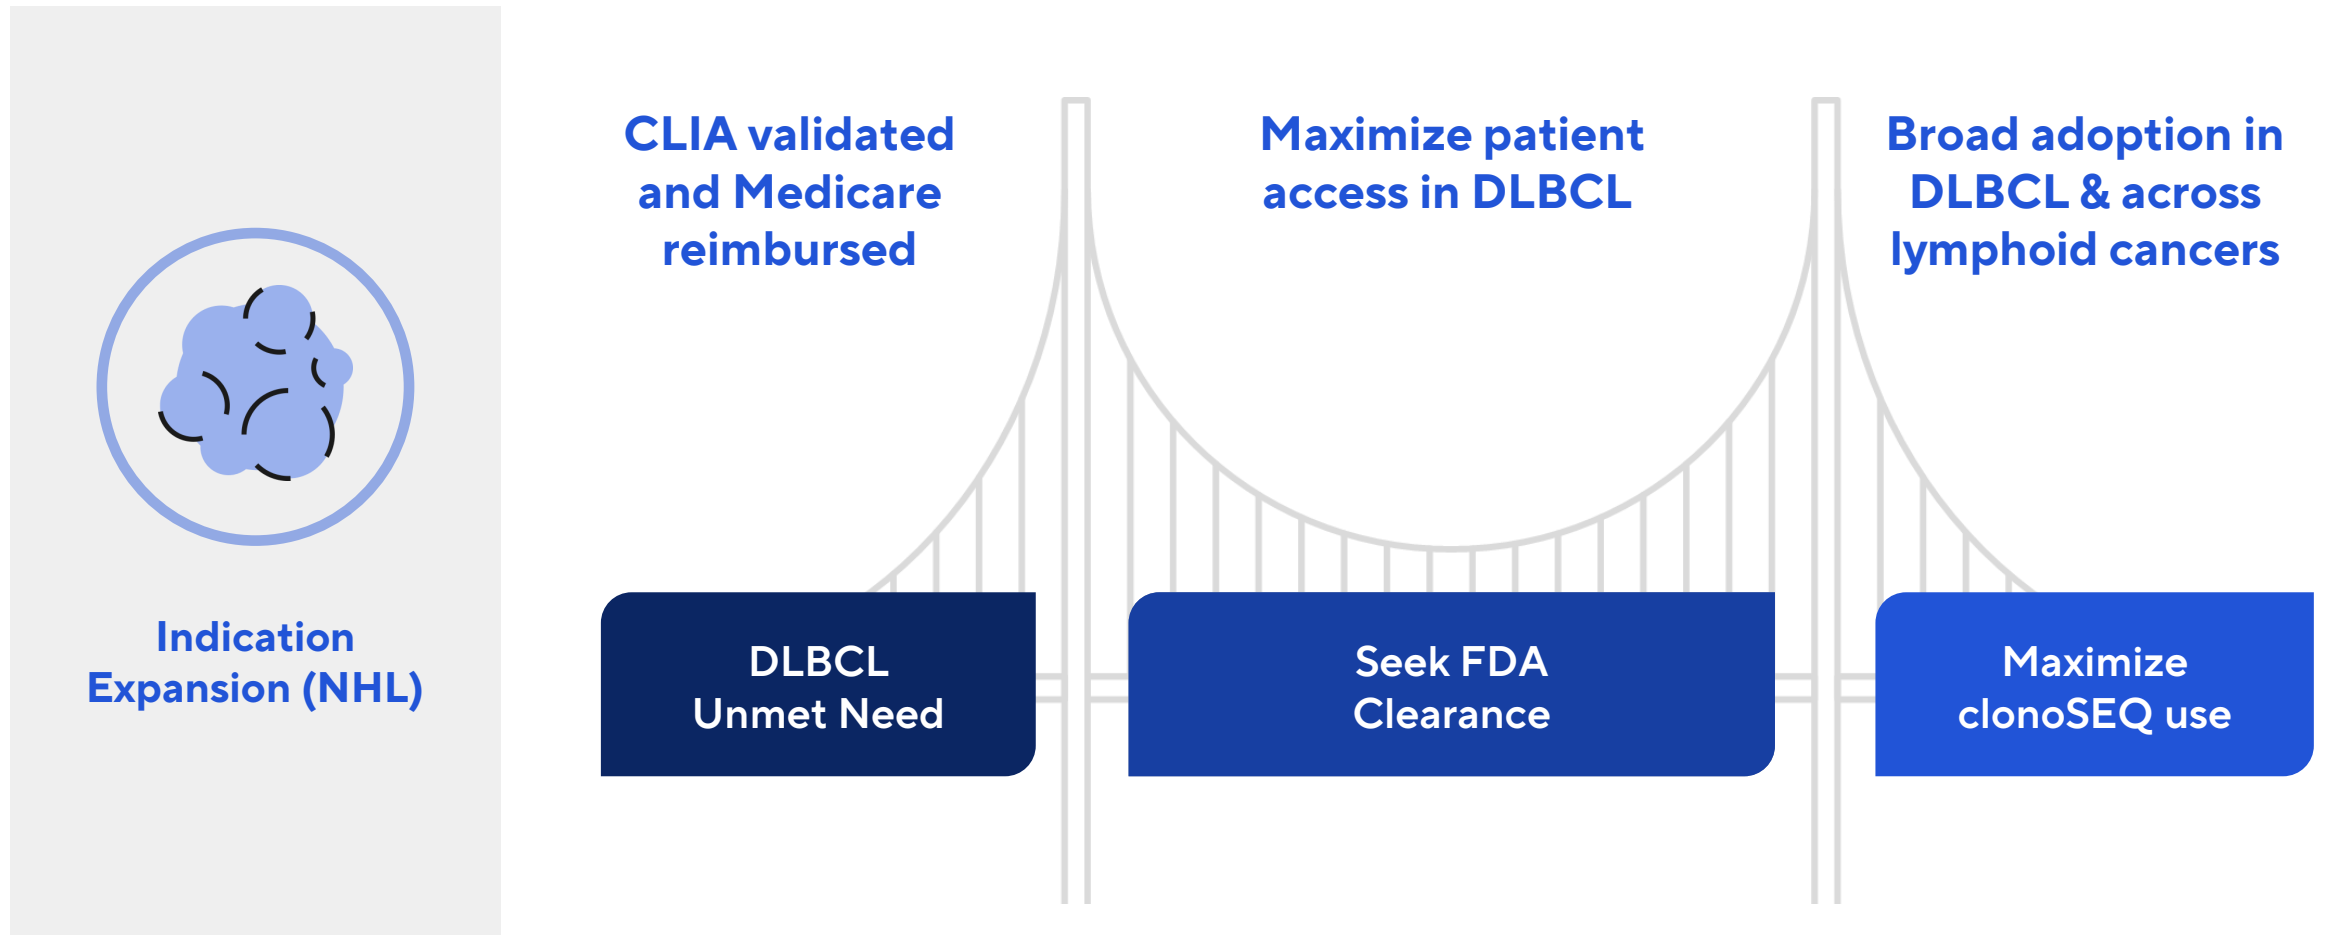 Indication
Expansion (NHL)
CLIA validated
and Medicare
reimbursed
DLBCL
Unmet Need
Maximize patient
access in DLBCL
Seek FDA
Clearance
Broad adoption in
DLBCL & across
lymphoid cancers
Maximize
clonoSEQ use